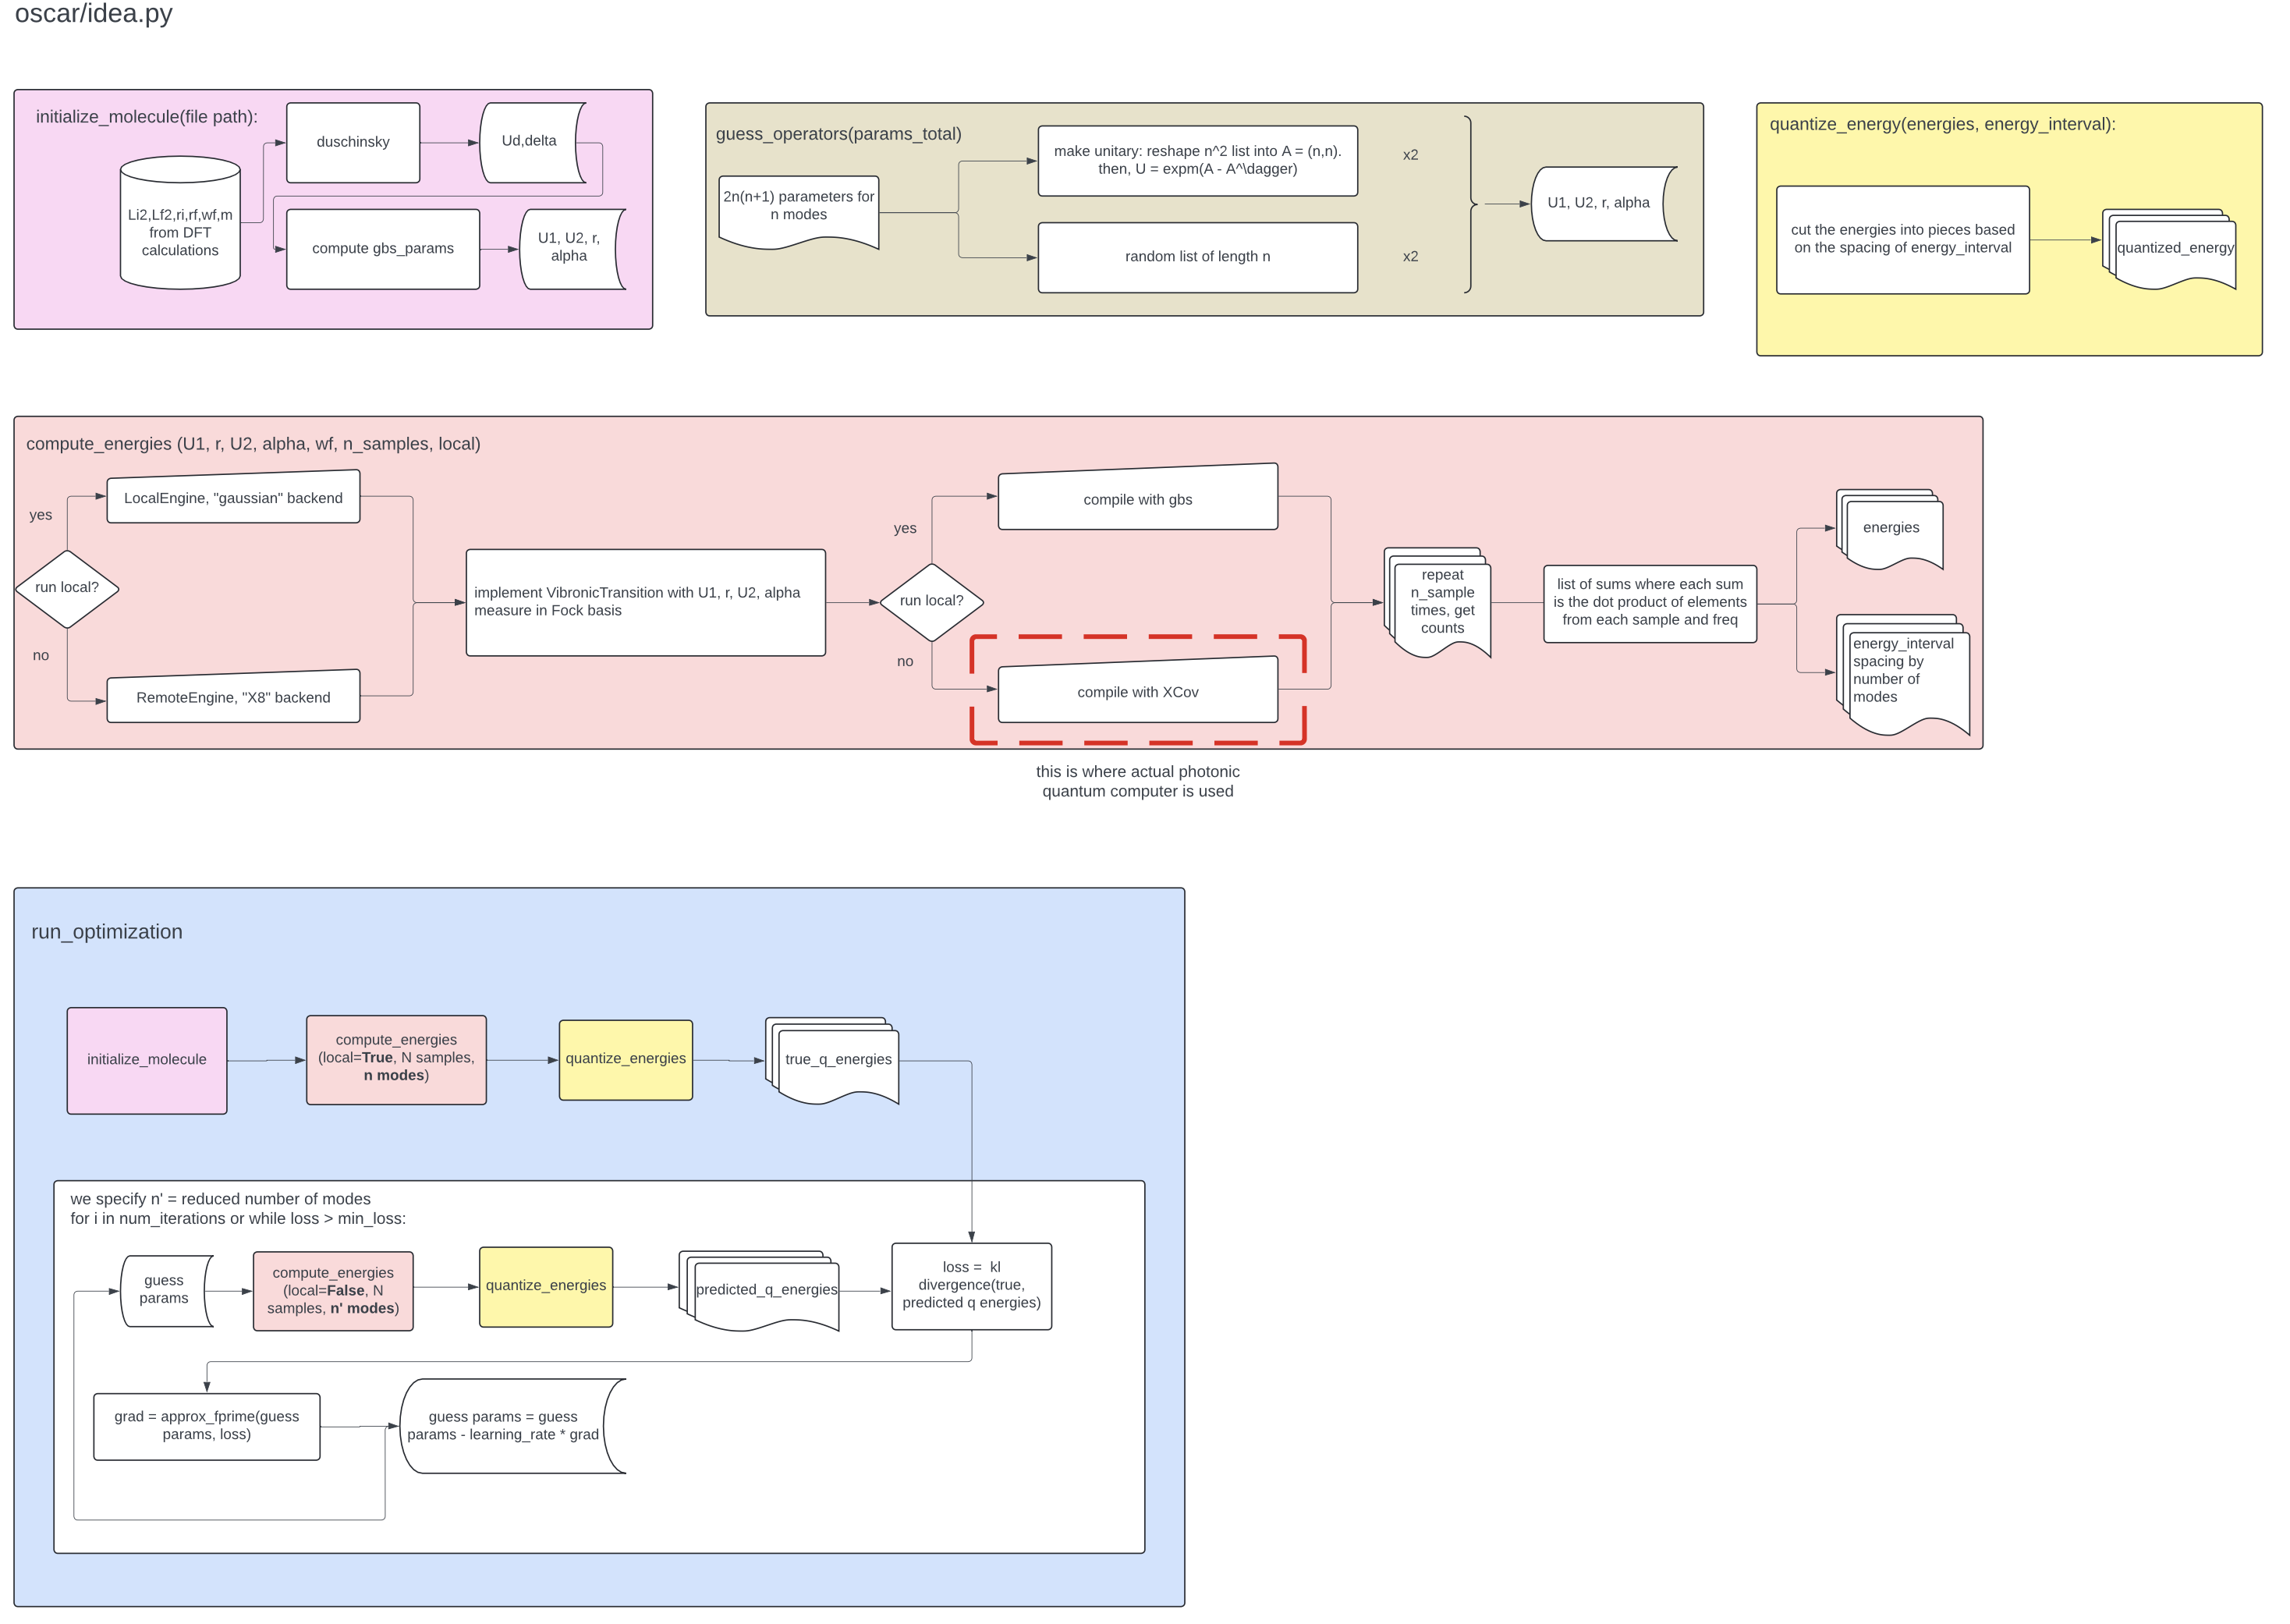 oscar/idea.py
initialize_molecule(file path):
duschinsky
Ud,delta
Li2,Lf2,ri,rf,wf,m
from DFT
calculations
compute gbs_params
U1, U2, r,
alpha
guess_operators(params_total)
2n(n+1) parameters for
n modes
make unitary: reshape n^2 list into A = (n,n).
then, U = expm(A - A^\dagger)
x2
random list of length n
x2
U1, U2, r, alpha
quantize_energy(energies, energy_interval):
cut the energies into pieces based
on the spacing of energy_interval
quantized_energy
compute_energies (U1, r, U2, alpha, wf, n_samples, local)
yes
LocalEngine, "gaussian" backend
run local?
no
RemoteEngine, "X8" backend
implement VibronicTransition with U1, r, U2, alpha
measure in Fock basis
yes
compile with gbs
run local?
no
compile with XCov
repeat
n_sample
times, get
counts
list of sums where each sum
is the dot product of elements
from each sample and freq
energies
energy_interval
spacing by
number of
modes
this is where actual photonic
quantum computer is used
run_optimization
initialize_molecule
compute_energies
(local=True, N samples,
n modes)
quantize_energies
true_q_energies
we specify n' = reduced number of modes
for i in num_iterations or while loss > min_loss:
guess
params
compute_energies
(local=False, N
samples, n' modes)
quantize_energies
predicted_q_energies
loss = kl
divergence(true,
predicted q energies)
grad = approx_fprime(guess
params, loss)
guess params = guess
params - learning_rate * grad